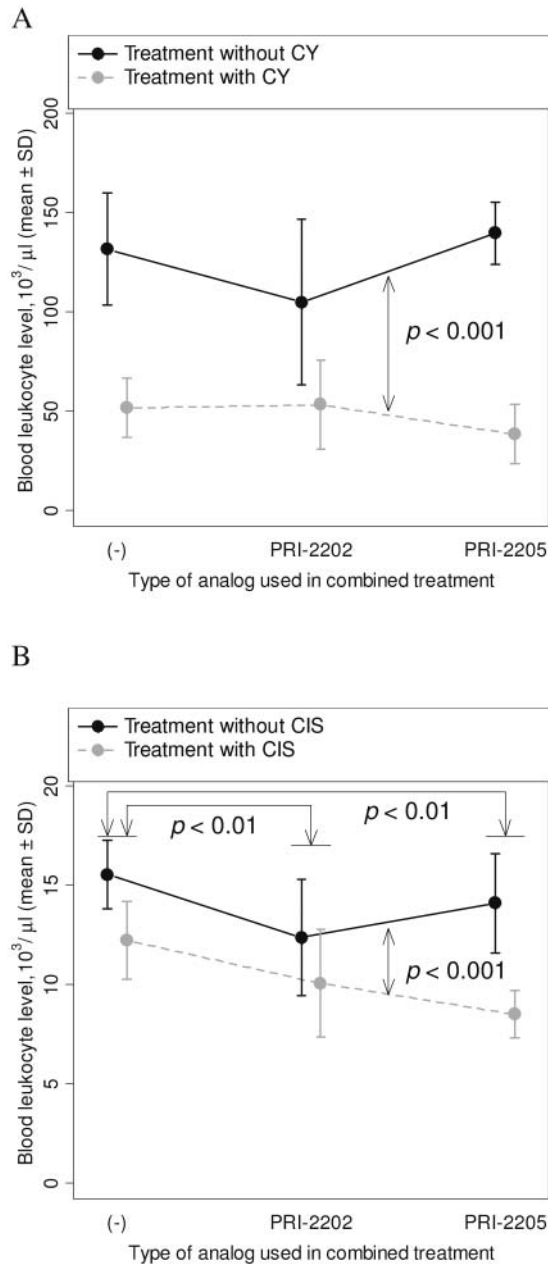 A
Treatment without CY
Treatment with CY
Blood leukocyte level, 10³/ µl (mean ± SD)
200
150
100
50
0
p < 0.001
(-) PRI-2202 PRI-2205
Type of analog used in combined treatment
B
Treatment without CIS
Treatment with CIS
Blood leukocyte level, 10³/ µl (mean ± SD)
20
15
10
5
0
p < 0.01 p < 0.01
p < 0.001
(-) PRI-2202 PRI-2205
Type of analog used in combined treatment